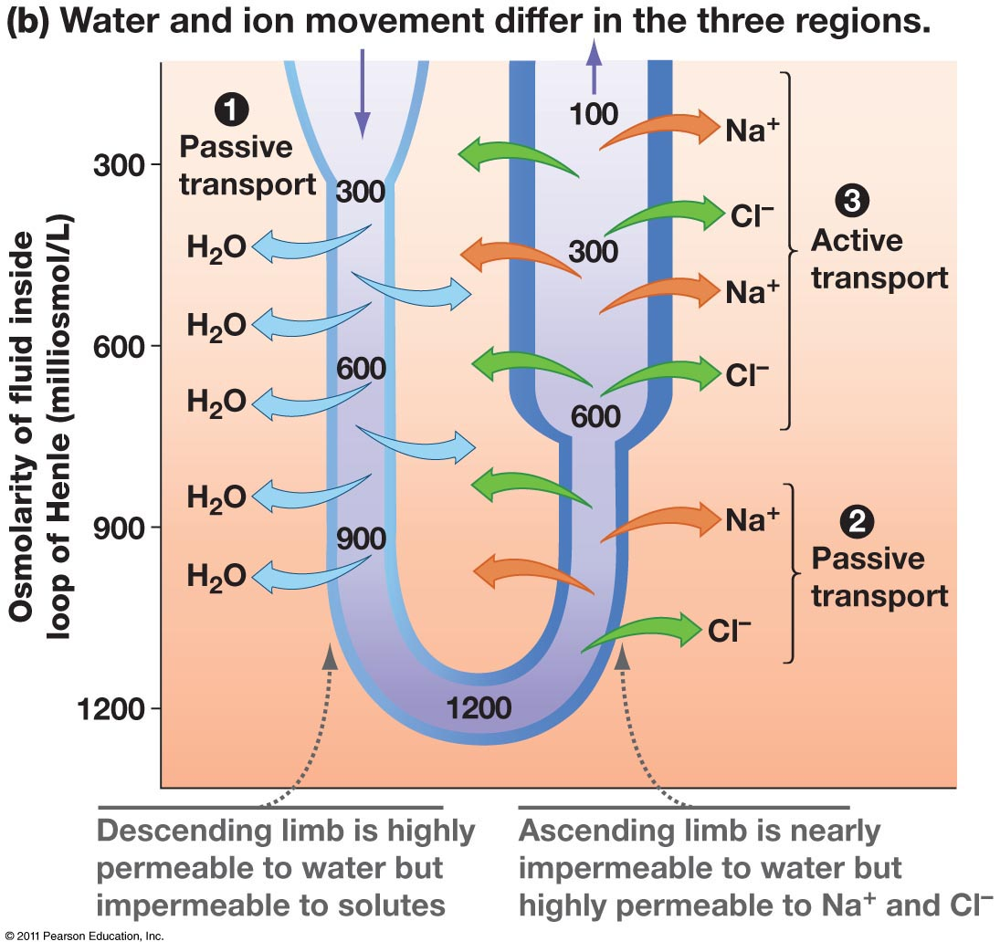 (b) Water and ion movement differ in the three regions.
Osmolarity of fluid inside
loop of Henle (milliosmol/L)
300
600
900
1200
1
Passive
transport
300
600
900
1200
H₂O
H₂O
H₂O
H₂O
H₂O
100
300
600
Na⁺
Cl⁻
Na⁺
Cl⁻
3
Active
transport
Na⁺
Cl⁻
2
Passive
transport
Descending limb is highly
permeable to water but
impermeable to solutes
Ascending limb is nearly
impermeable to water but
highly permeable to Na⁺ and Cl⁻
© 2011 Pearson Education, Inc.